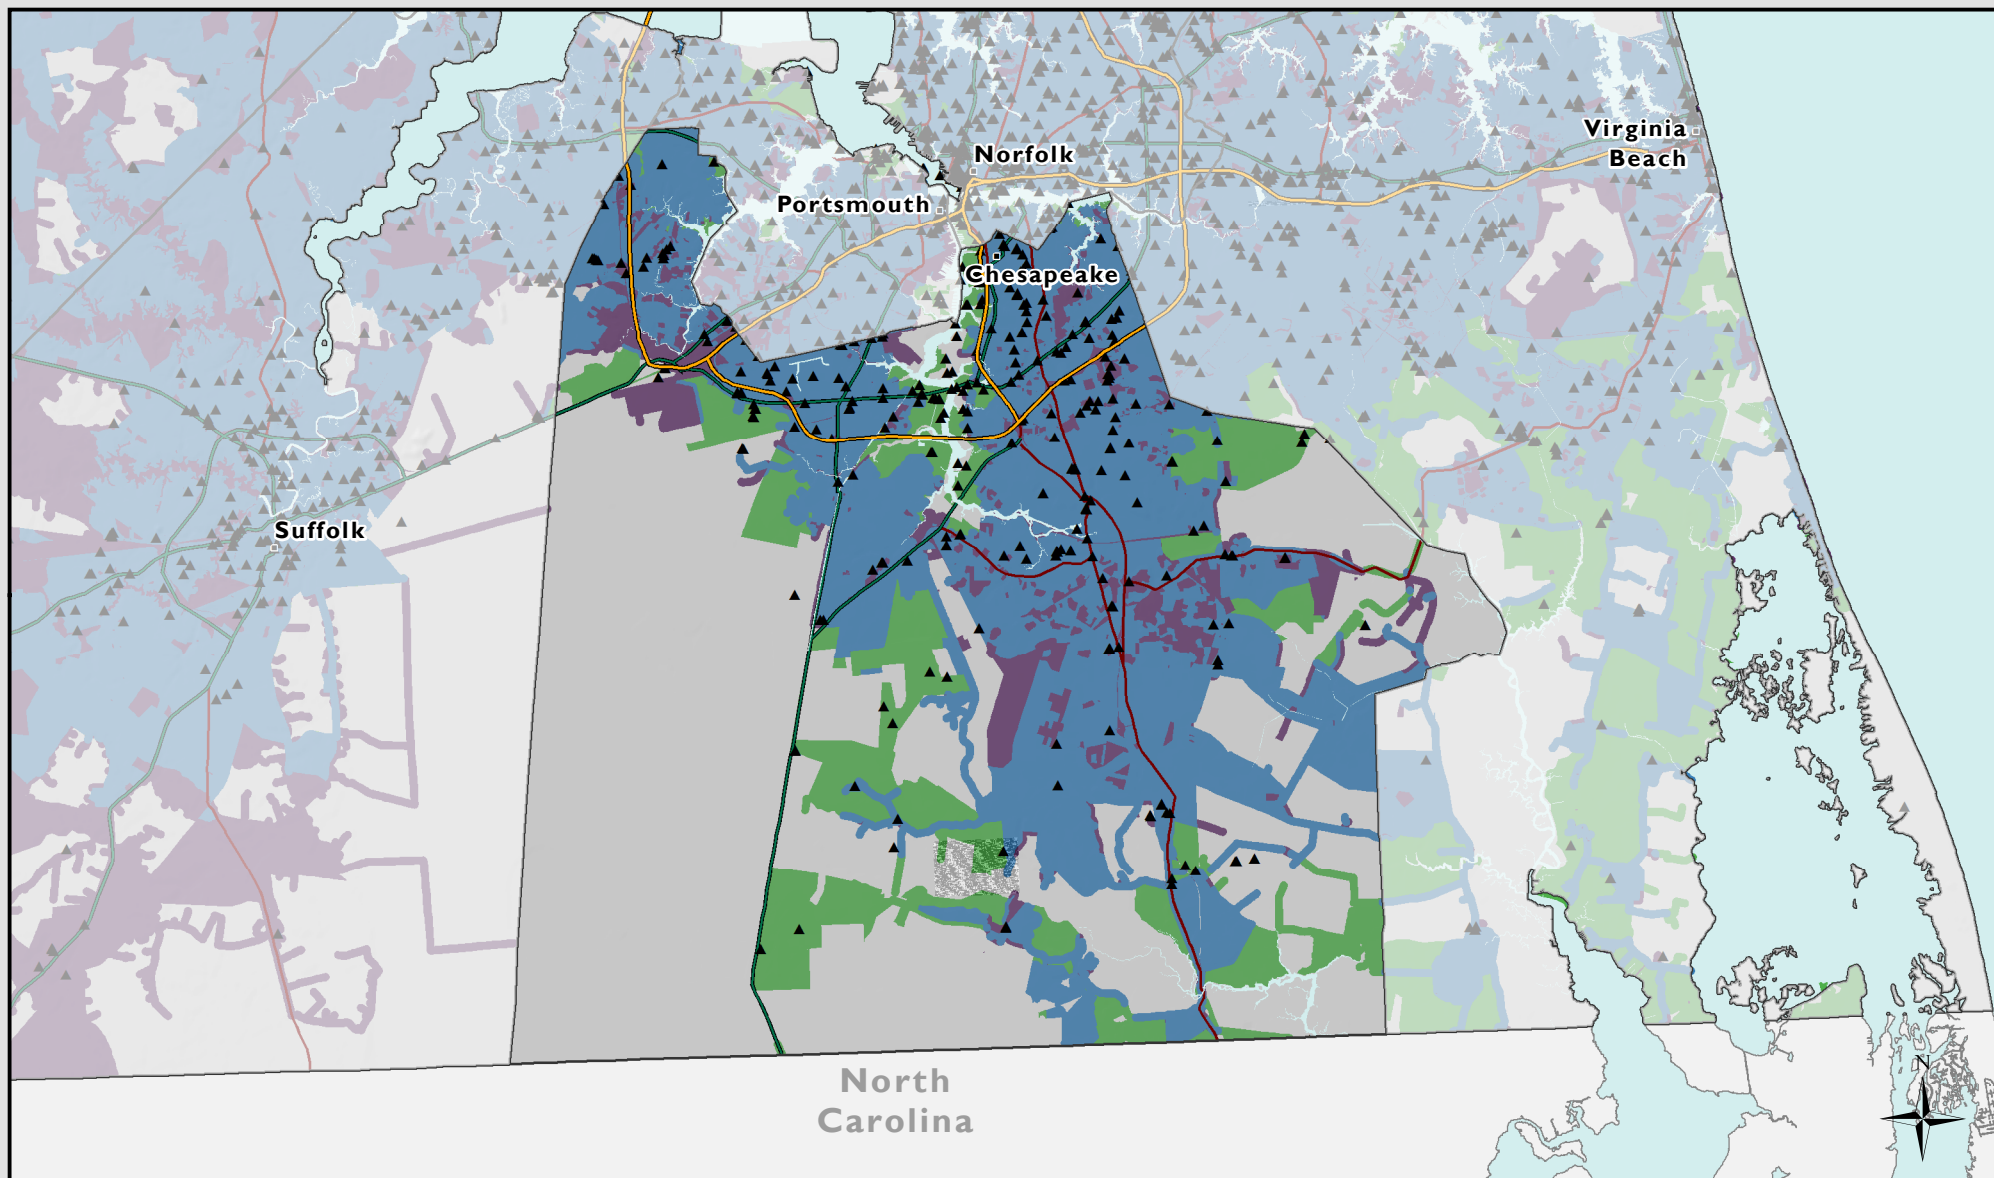 Virginia
Beach
Norfolk
Portsmouth
Chesapeake
Suffolk
N
North
Carolina